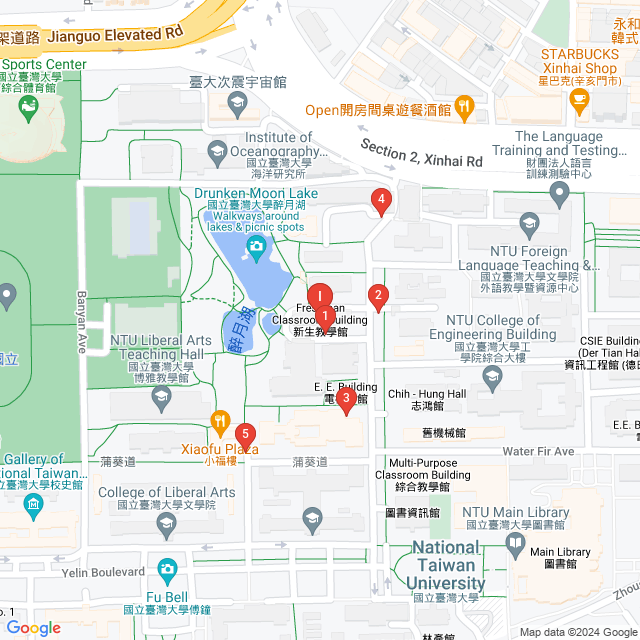 架道路 Jianguo Elevated Rd
永和
韓式
Sports Center
國立臺灣大學
綜合體育館
臺大次震宇宙館
STARBUCKS
Xinhai Shop
星巴克(辛亥門市)
Open開房間桌遊餐酒館
Institute of
Oceanography...
國立臺灣大學
海洋研究所
Section 2, Xinhai Rd
The Language
Training and Testing...
財團法人語言
訓練測驗中心
Drunken Moon Lake
國立臺灣大學醉月湖
Walkways around
lakes & picnic spots
4
NTU Foreign
Language Teaching &...
國立臺灣大學文學院
外語教學暨資源中心
Banyan Ave
醉月湖
I
1
2
Classroom Building
新生教學館
NTU Liberal Arts
Teaching Hall
國立臺灣大學
博雅教學館
國立
NTU College of
Engineering Building
國立臺灣大學工
學院綜合大樓
CSIE Building
(Der Tian Hal
資訊工程館 (德田
E. E. Building
3
Chih - Hung Hall
志鴻館
舊機械館
E.E.
Xiaofu Plaza
小福樓
5
蒲葵道
蒲葵道
Water Fir Ave
Gallery of
National Taiwan...
國立臺灣大學校史館
Multi-Purpose
Classroom Building
綜合教學館
College of Liberal Arts
國立臺灣大學文學院
圖書資訊館
NTU Main Library
國立臺灣大學圖書館
Main Library
圖書館
National
Taiwan
University
國立臺灣大學
Yelin Boulevard
Fu Bell
國立臺灣大學傅鐘
o. 1
Zhou
林產館
Google
Map data ©2024 Google